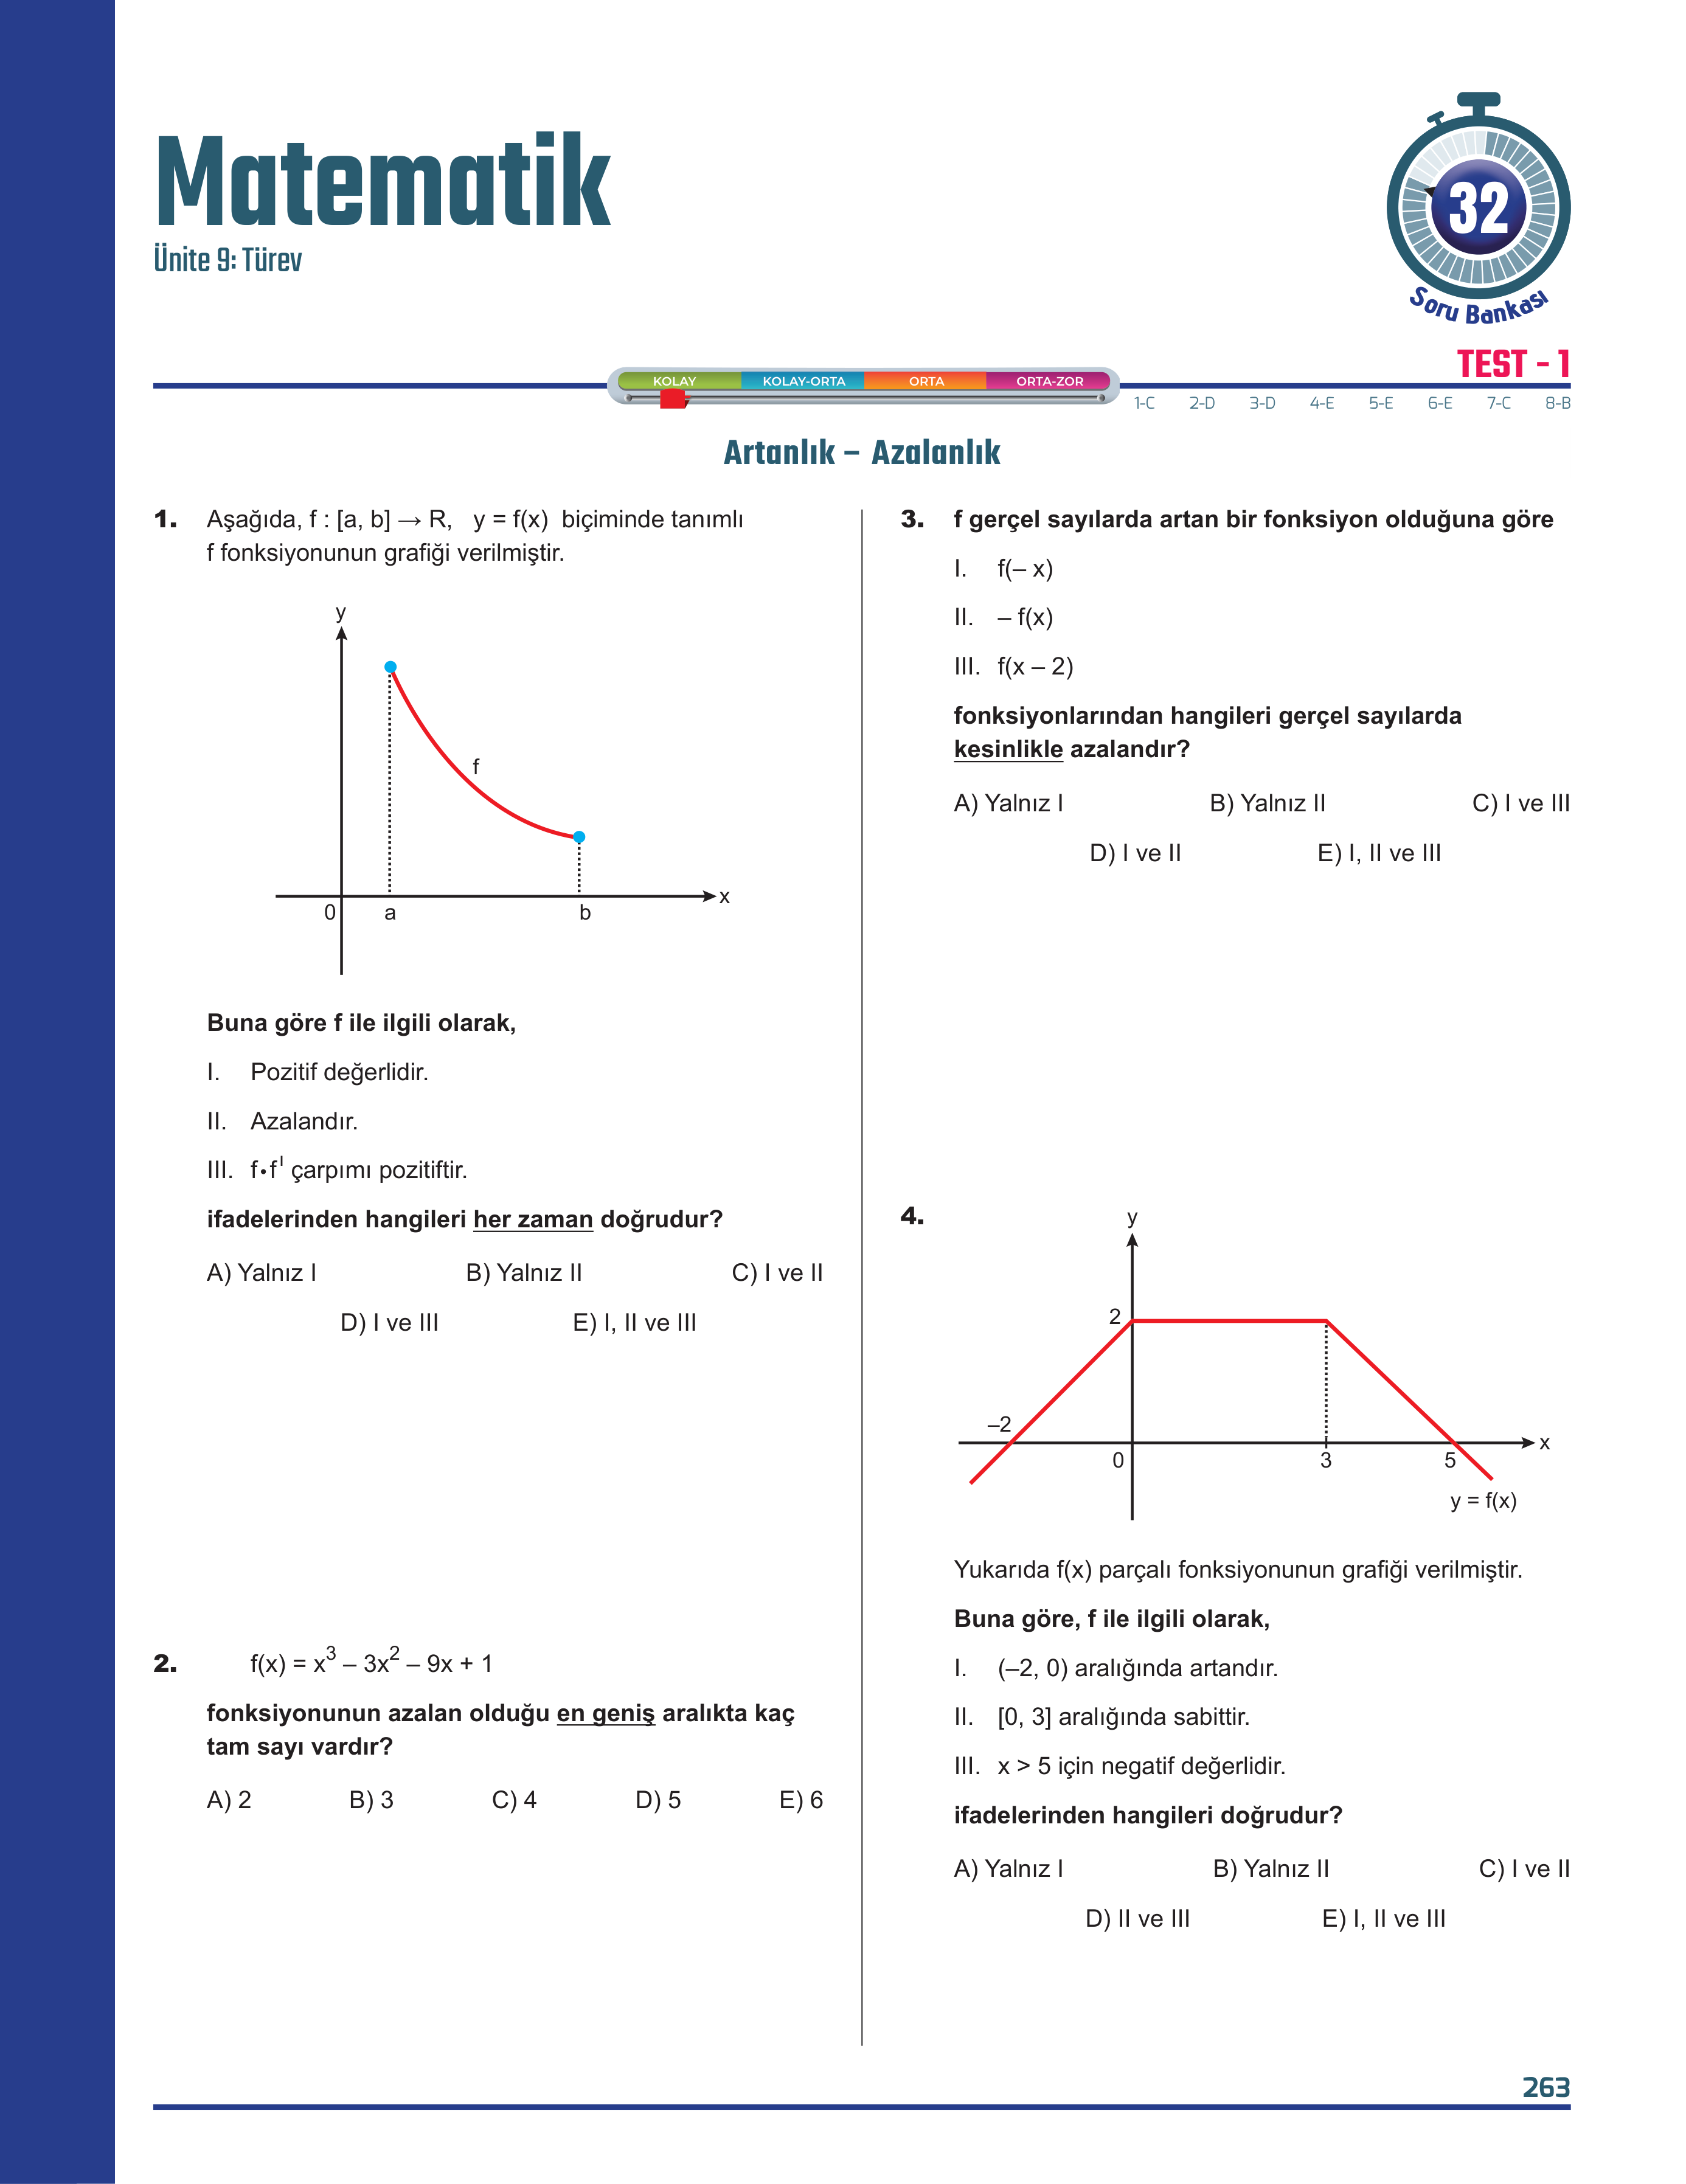 Matematik
Ünite 9: Türev
32
Soru Bankası
TEST - 1
KOLAY KOLAY-ORTA ORTA ORTA-ZOR
1-C 2-D 3-D 4-E 5-E 6-E 7-C 8-B
Artanlık – Azalanlık
1. Aşağıda, f : [a, b] → R, y = f(x) biçiminde tanımlı
f fonksiyonunun grafiği verilmiştir.
y
f
x
0 a b
Buna göre f ile ilgili olarak,
I. Pozitif değerlidir.
II. Azalandır.
III. f•fᴵ çarpımı pozitiftir.
ifadelerinden hangileri her zaman doğrudur?
A) Yalnız I B) Yalnız II C) I ve II
D) I ve III E) I, II ve III
2. f(x) = x³ – 3x² – 9x + 1
fonksiyonunun azalan olduğu en geniş aralıkta kaç
tam sayı vardır?
A) 2 B) 3 C) 4 D) 5 E) 6
3. f gerçel sayılarda artan bir fonksiyon olduğuna göre
I. f(– x)
II. – f(x)
III. f(x – 2)
fonksiyonlarından hangileri gerçel sayılarda
kesinlikle azalandır?
A) Yalnız I B) Yalnız II C) I ve III
D) I ve II E) I, II ve III
4.
y
2
–2
x
0 3 5
y = f(x)
Yukarıda f(x) parçalı fonksiyonunun grafiği verilmiştir.
Buna göre, f ile ilgili olarak,
I. (–2, 0) aralığında artandır.
II. [0, 3] aralığında sabittir.
III. x > 5 için negatif değerlidir.
ifadelerinden hangileri doğrudur?
A) Yalnız I B) Yalnız II C) I ve II
D) II ve III E) I, II ve III
263